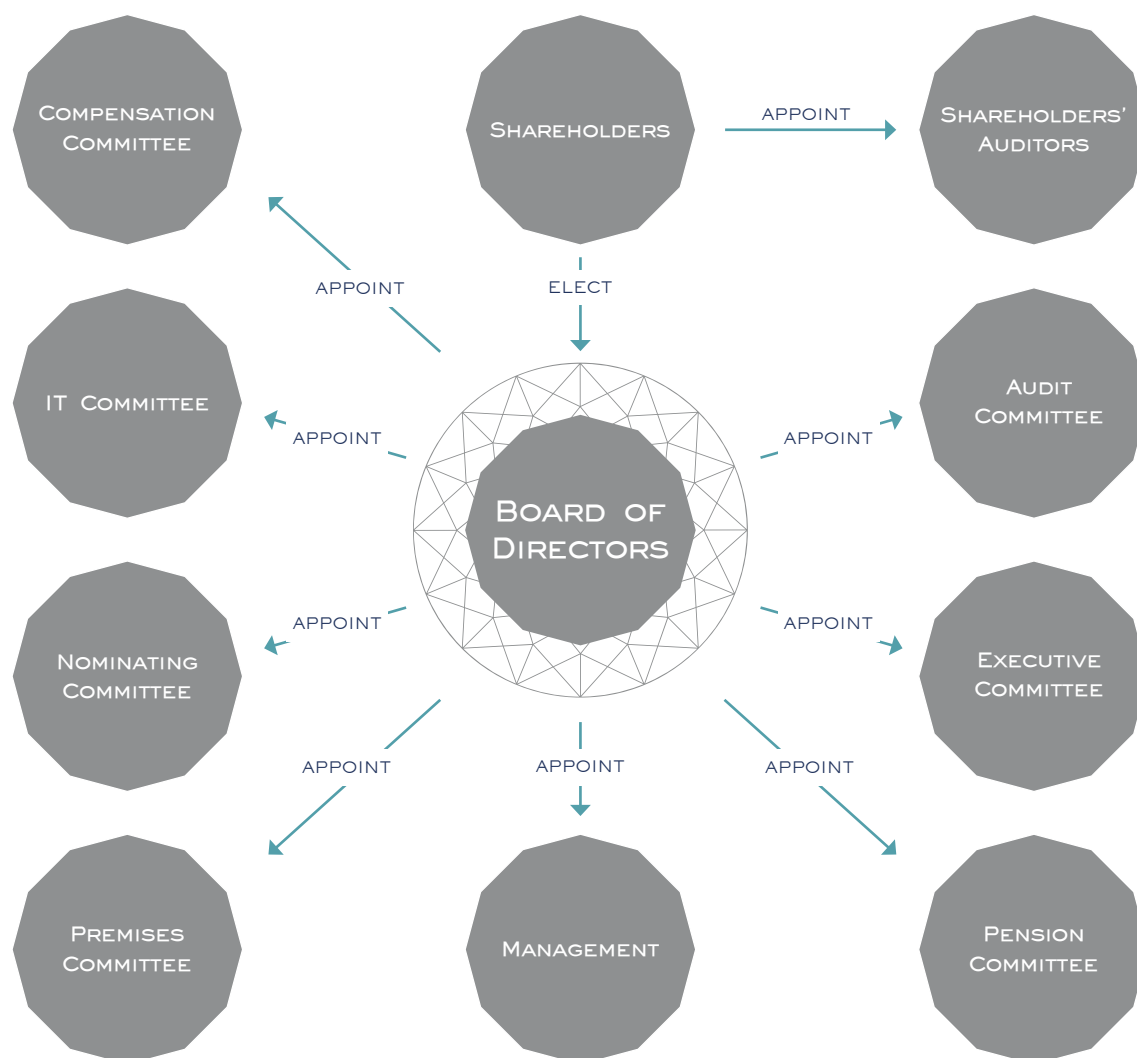 Compensation
Committee
Shareholders
APPOINT
Shareholders'
Auditors
APPOINT
ELECT
IT Committee
APPOINT
Board of
Directors
APPOINT
Audit
Committee
Nominating
Committee
APPOINT
APPOINT
Executive
Committee
APPOINT
APPOINT
APPOINT
Premises
Committee
Management
Pension
Committee